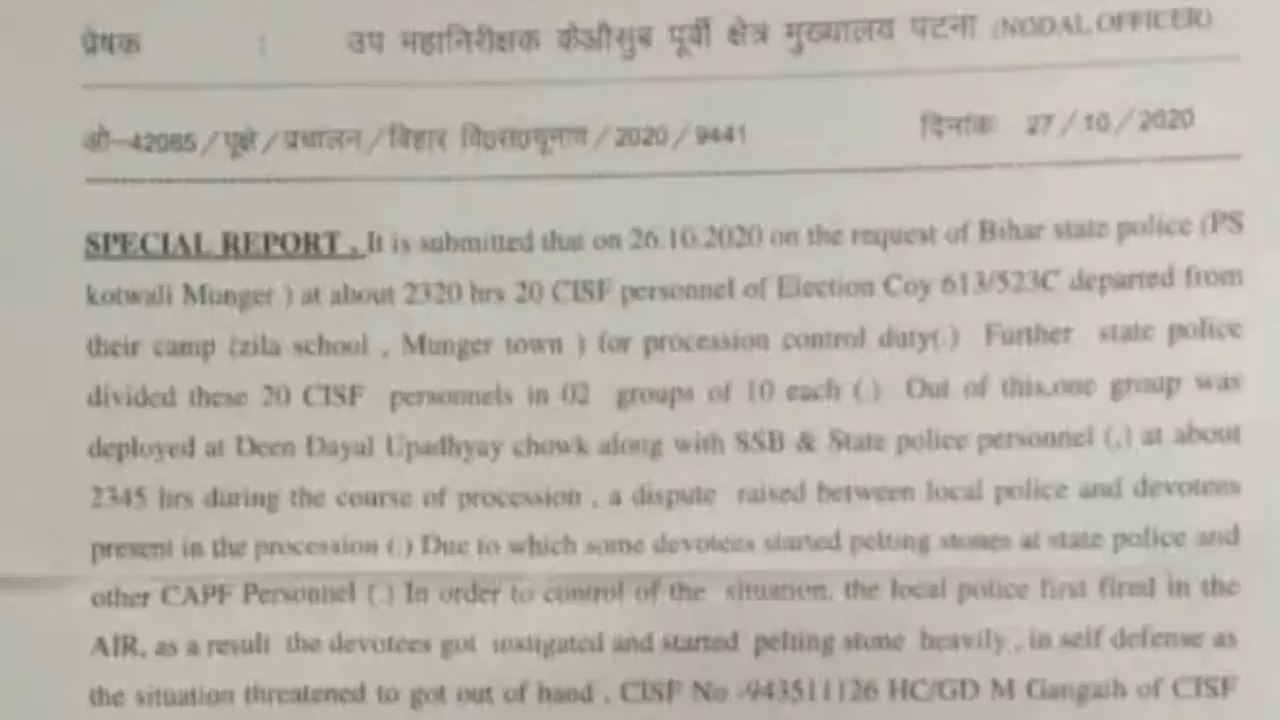 प्रेषक : उप महानिरीक्षक केऔसुब पूर्वी क्षेत्र मुख्यालय पटना (NODAL OFFICER)
ओ-42085/पूक्षे/प्रचालन/बिहार वि0स0चुनाव/2020/9441 दिनांक 27/10/2020
SPECIAL REPORT . It is submitted that on 26.10.2020 on the request of Bihar state police (PS
kotwali Munger ) at about 2320 hrs 20 CISF personnel of Election Coy 613/523C departed from
their camp (zila school , Munger town ) for procession control duty(.) Further state police
divided these 20 CISF personnels in 02 groups of 10 each (.) Out of this,one group was
deployed at Deen Dayal Upadhyay chowk along with SSB & State police personnel (.) at about
2345 hrs during the course of procession , a dispute raised between local police and devotees
present in the procession (.) Due to which some devotees started pelting stones at state police and
other CAPF Personnel (.) In order to control of the situation, the local police first fired in the
AIR, as a result the devotees got instigated and started pelting stone heavily , in self defense as
the situation threatened to got out of hand , CISF No -943511126 HC/GD M Gangaih of CISF